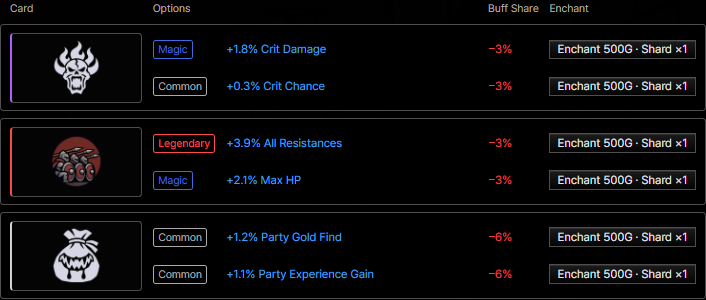 Card Options Buff Share Enchant
Magic +1.8% Crit Damage −3% Enchant 500G · Shard ×1
Common +0.3% Crit Chance −3% Enchant 500G · Shard ×1
Legendary +3.9% All Resistances −3% Enchant 500G · Shard ×1
Magic +2.1% Max HP −3% Enchant 500G · Shard ×1
Common +1.2% Party Gold Find −6% Enchant 500G · Shard ×1
Common +1.1% Party Experience Gain −6% Enchant 500G · Shard ×1